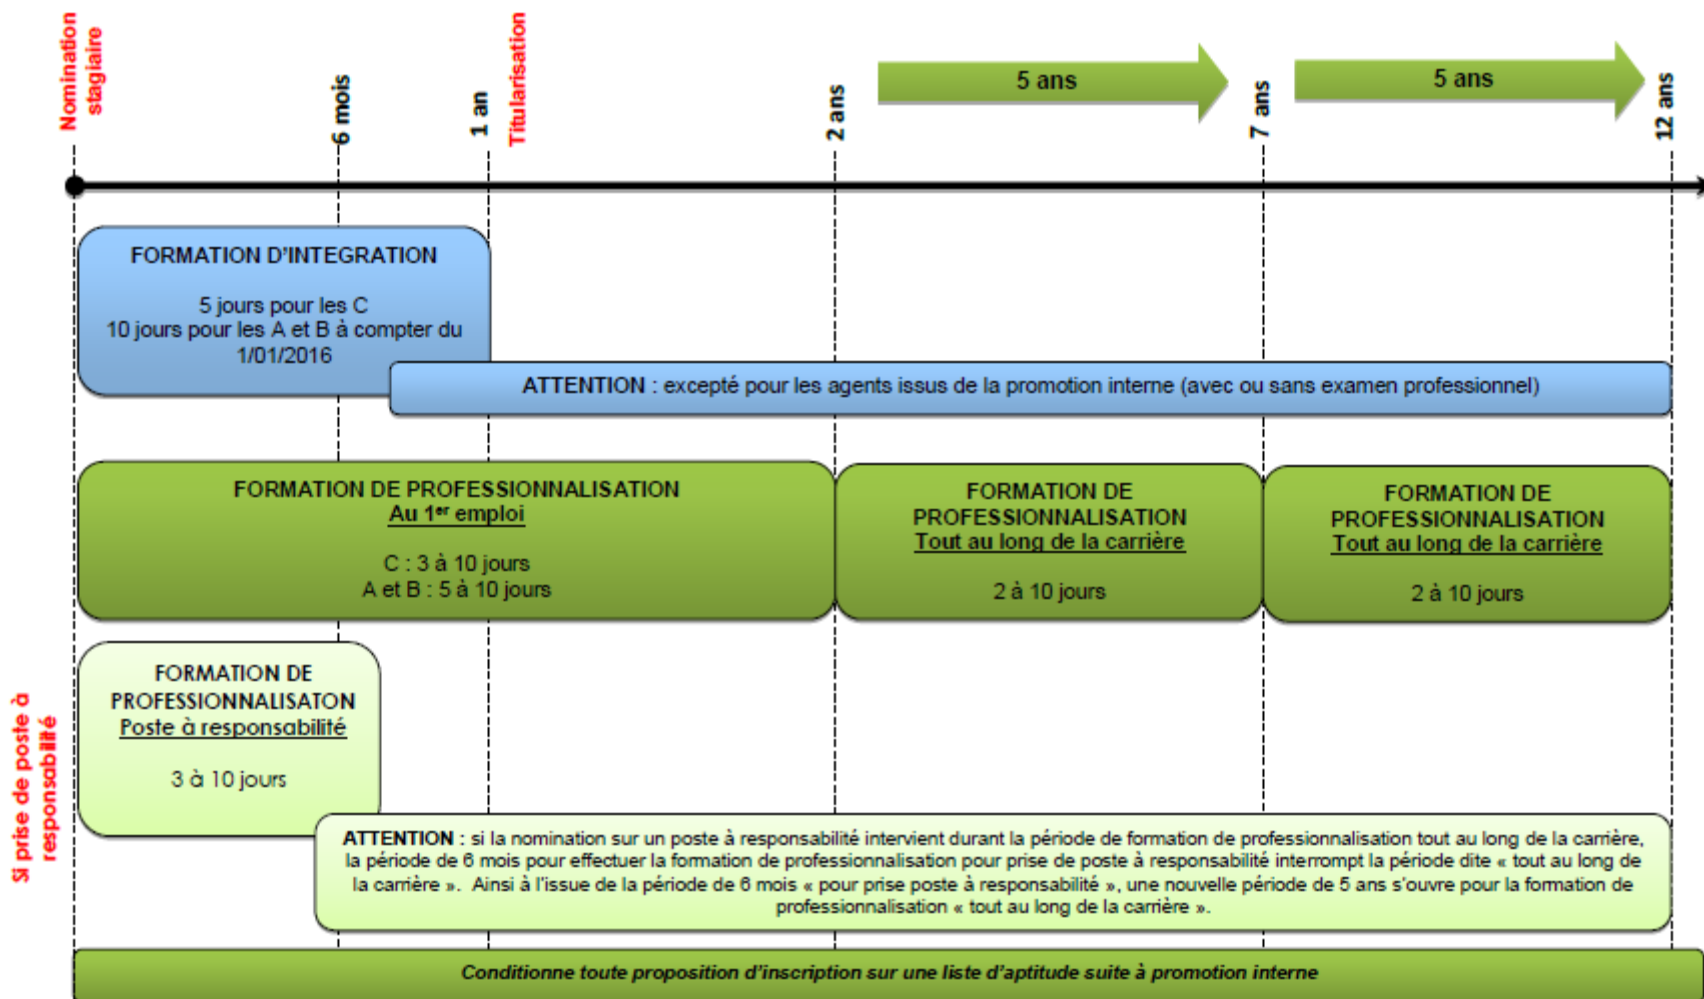 Nomination
stagiaire
6 mois
1 an
Titularisation
2 ans
5 ans
7 ans
5 ans
12 ans
FORMATION D'INTEGRATION
5 jours pour les C
10 jours pour les A et B à compter du
1/01/2016
ATTENTION : excepté pour les agents issus de la promotion interne (avec ou sans examen professionnel)
FORMATION DE PROFESSIONNALISATION
Au 1er emploi
C : 3 à 10 jours
A et B : 5 à 10 jours
FORMATION DE
PROFESSIONNALISATION
Tout au long de la carrière
2 à 10 jours
FORMATION DE
PROFESSIONNALISATION
Tout au long de la carrière
2 à 10 jours
Si prise de poste à
responsabilité
FORMATION DE
PROFESSIONNALISATON
Poste à responsabilité
3 à 10 jours
ATTENTION : si la nomination sur un poste à responsabilité intervient durant la période de formation de professionnalisation tout au long de la carrière,
la période de 6 mois pour effectuer la formation de professionnalisation pour prise de poste à responsabilité interrompt la période dite « tout au long de
la carrière ». Ainsi à l'issue de la période de 6 mois « pour prise poste à responsabilité », une nouvelle période de 5 ans s'ouvre pour la formation de
professionnalisation « tout au long de la carrière ».
Conditionne toute proposition d'inscription sur une liste d'aptitude suite à promotion interne